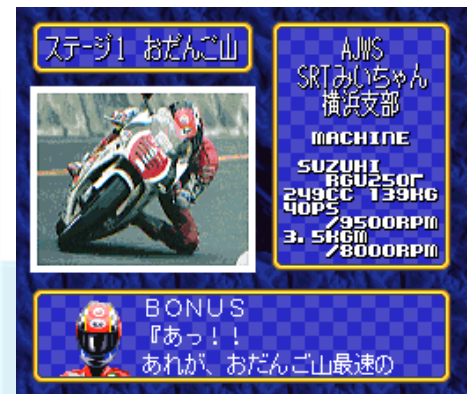 ステージ1 おだんご山
AJWS
SRTみいちゃん
横浜支部
MACHINE
SUZUHI
RGU250Γ
249CC 139KG
40PS
/9500RPM
3.5KGM
/8000RPM
BONUS
『あっ!!
あれが、おだんご山最速の